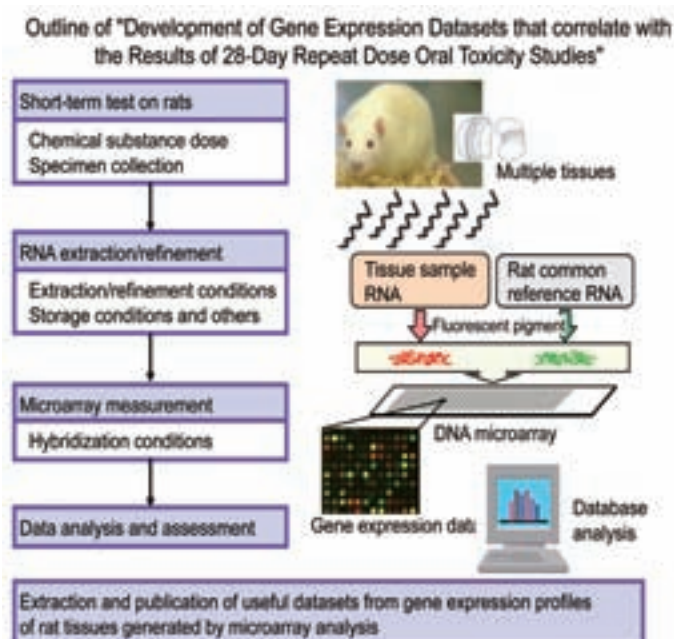 Outline of "Development of Gene Expression Datasets that correlate with
the Results of 28-Day Repeat Dose Oral Toxicity Studies"
Short-term test on rats
Chemical substance dose
Specimen collection
RNA extraction/refinement
Extraction/refinement conditions
Storage conditions and others
Microarray measurement
Hybridization conditions
Data analysis and assessment
Multiple tissues
Tissue sample
RNA
Rat common
reference RNA
Fluorescent pigment
DNA microarray
Gene expression data
Database
analysis
Extraction and publication of useful datasets from gene expression profiles
of rat tissues generated by microarray analysis